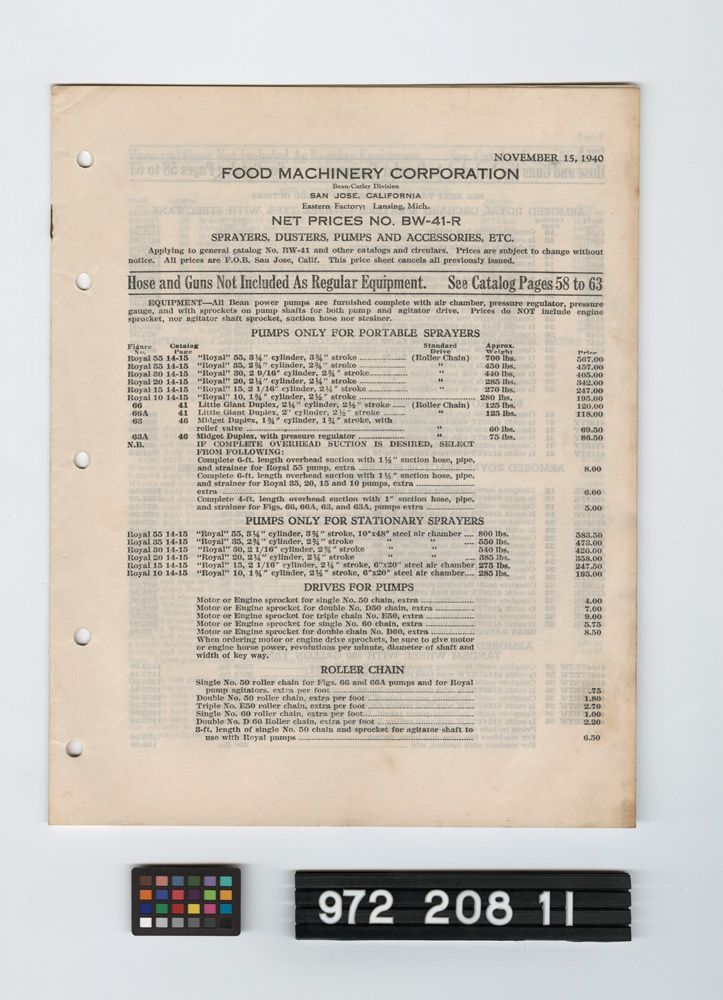 NOVEMBER 15, 1940
FOOD MACHINERY CORPORATION
Bean-Cutler Division
SAN JOSE, CALIFORNIA
Eastern Factory: Lansing, Mich.
NET PRICES NO. BW-41-R
SPRAYERS, DUSTERS, PUMPS AND ACCESSORIES, ETC.
Applying to general catalog No. BW-41 and other catalogs and circulars. Prices are subject to change without
notice. All prices are F.O.B. San Jose, Calif. This price sheet cancels all previously issued.
Hose and Guns Not Included As Regular Equipment. See Catalog Pages 58 to 63
EQUIPMENT—All Bean power pumps are furnished complete with air chamber, pressure regulator, pressure
gauge, and with sprockets on pump shafts for both pump and agitator drive. Prices do NOT include engine
sprocket, nor agitator shaft sprocket, suction hose nor strainer.
PUMPS ONLY FOR PORTABLE SPRAYERS
Figure No. Catalog Page Standard Drive Approx. Weight Price
Royal 55 14-15 "Royal" 55, 3¼" cylinder, 3¾" stroke (Roller Chain) 700 lbs. 567.00
Royal 35 14-15 "Royal" 35, 2¾" cylinder, 2¾" stroke " 450 lbs. 457.00
Royal 30 14-15 "Royal" 30, 2 9/16" cylinder, 2¾" stroke " 440 lbs. 405.00
Royal 20 14-15 "Royal" 20, 2¼" cylinder, 2¼" stroke " 285 lbs. 342.00
Royal 15 14-15 "Royal" 15, 2 1/16" cylinder, 2¼" stroke " 270 lbs. 247.00
Royal 10 14-15 "Royal" 10, 1¾" cylinder, 2½" stroke 280 lbs. 195.00
66 41 Little Giant Duplex, 2¼" cylinder, 2½" stroke (Roller Chain) 125 lbs. 120.00
66A 41 Little Giant Duplex, 2" cylinder, 2½" stroke " 125 lbs. 118.00
63 46 Midget Duplex, 1¾" cylinder, 1¾" stroke, with
relief valve " 60 lbs. 69.50
63A 46 Midget Duplex, with pressure regulator " 75 lbs. 86.50
N.B. IF COMPLETE OVERHEAD SUCTION IS DESIRED, SELECT
FROM FOLLOWING:
Complete 6-ft. length overhead suction with 1½" suction hose, pipe,
and strainer for Royal 55 pump, extra 8.00
Complete 6-ft. length overhead suction with 1¼" suction hose, pipe,
and strainer for Royal 35, 20, 15 and 10 pumps, extra
extra 6.00
Complete 4-ft. length overhead suction with 1" suction hose, pipe,
and strainer for Figs. 66, 66A, 63, and 63A, pumps extra 5.00
PUMPS ONLY FOR STATIONARY SPRAYERS
Royal 55 14-15 "Royal" 55, 3¼" cylinder, 3¾" stroke, 10"x48" steel air chamber 800 lbs. 583.50
Royal 35 14-15 "Royal" 35, 2¾" cylinder, 2¾" stroke " " 550 lbs. 473.00
Royal 30 14-15 "Royal" 30, 2 1/16" cylinder, 2¾" stroke " " 540 lbs. 420.00
Royal 20 14-15 "Royal" 20, 2¼" cylinder, 2¼" stroke " " 385 lbs. 358.00
Royal 15 14-15 "Royal" 15, 2 1/16" cylinder, 2¼" stroke, 6"x20" steel air chamber 275 lbs. 247.50
Royal 10 14-15 "Royal" 10, 1¾" cylinder, 2½" stroke, 6"x20" steel air chamber 285 lbs. 195.00
DRIVES FOR PUMPS
Motor or Engine sprocket for single No. 50 chain, extra 4.00
Motor or Engine sprocket for double No. D50 chain, extra 7.00
Motor or Engine sprocket for triple chain No. E50, extra 9.00
Motor or Engine sprocket for single No. 60 chain, extra 5.75
Motor or Engine sprocket for double chain No. D60, extra 8.50
When ordering motor or engine drive sprockets, be sure to give motor
or engine horse power, revolutions per minute, diameter of shaft and
width of key way.
ROLLER CHAIN
Single No. 50 roller chain for Figs. 66 and 66A pumps and for Royal
pump agitators, extra per foot .75
Double No. 50 roller chain, extra per foot 1.80
Triple No. E50 roller chain, extra per foot 2.70
Single No. 60 roller chain, extra per foot 1.00
Double No. D 60 Roller chain, extra per foot 2.20
3-ft. length of single No. 50 chain and sprocket for agitator shaft to
use with Royal pumps 6.50
972 208 11